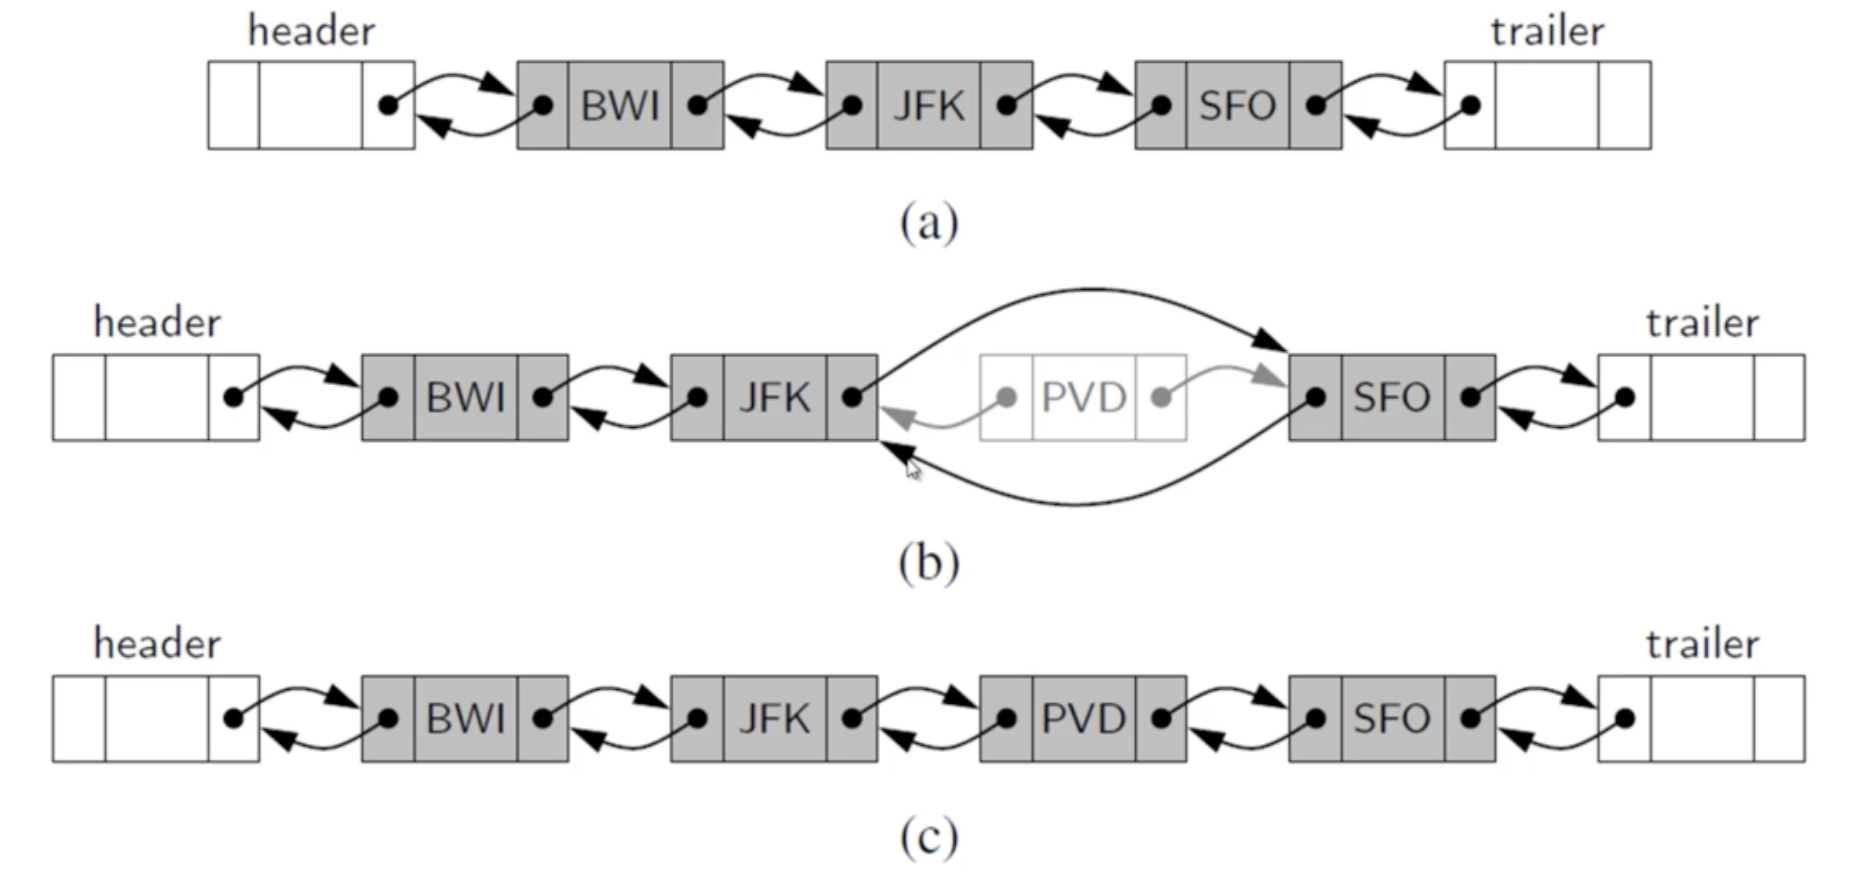 header trailer
BWI JFK SFO
(a)
header trailer
BWI JFK PVD SFO
(b)
header trailer
BWI JFK PVD SFO
(c)